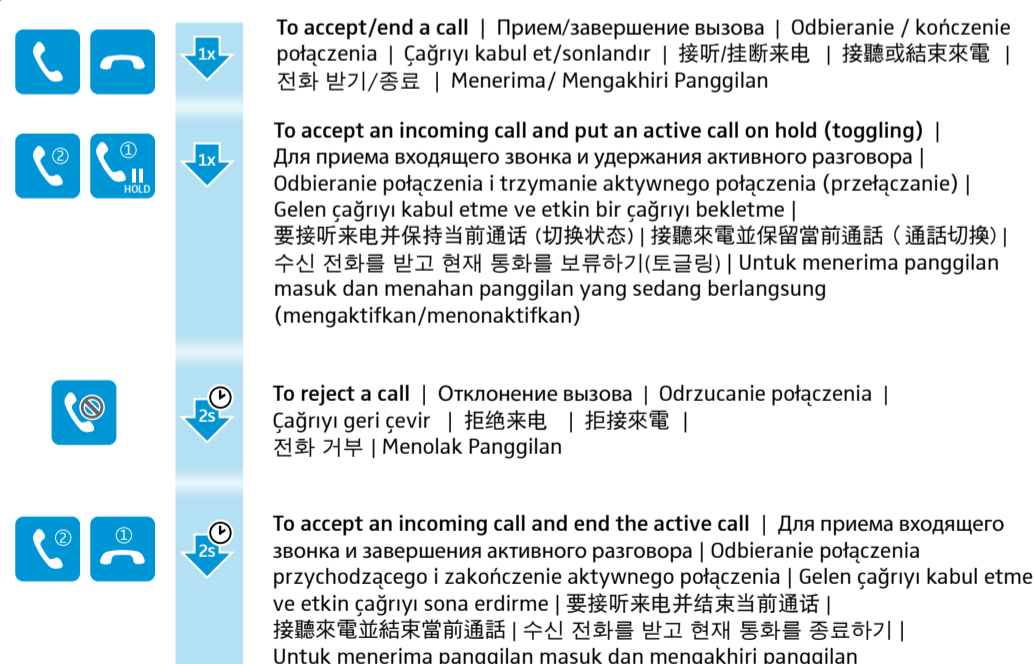 1x
To accept/end a call | Прием/завершение вызова | Odbieranie / kończenie
połączenia | Çağrıyı kabul et/sonlandır | 接听/挂断来电 | 接聽或結束來電 |
전화 받기/종료 | Menerima/ Mengakhiri Panggilan
② ① HOLD
1x
To accept an incoming call and put an active call on hold (toggling) |
Для приема входящего звонка и удержания активного разговора |
Odbieranie połączenia i trzymanie aktywnego połączenia (przełączanie) |
Gelen çağrıyı kabul etme ve etkin bir çağrıyı bekletme |
要接听来电并保持当前通话 (切换状态) | 接聽來電並保留當前通話（通話切換) |
수신 전화를 받고 현재 통화를 보류하기(토글링) | Untuk menerima panggilan
masuk dan menahan panggilan yang sedang berlangsung
(mengaktifkan/menonaktifkan)
2s
To reject a call | Отклонение вызова | Odrzucanie połączenia |
Çağrıyı geri çevir | 拒绝来电 | 拒接來電 |
전화 거부 | Menolak Panggilan
② ①
2s
To accept an incoming call and end the active call | Для приема входящего
звонка и завершения активного разговора | Odbieranie połączenia
przychodzącego i zakończenie aktywnego połączenia | Gelen çağrıyı kabul etme
ve etkin çağrıyı sona erdirme | 要接听来电并结束当前通话 |
接聽來電並結束當前通話 | 수신 전화를 받고 현재 통화를 종료하기 |
Untuk menerima panggilan masuk dan mengakhiri panggilan